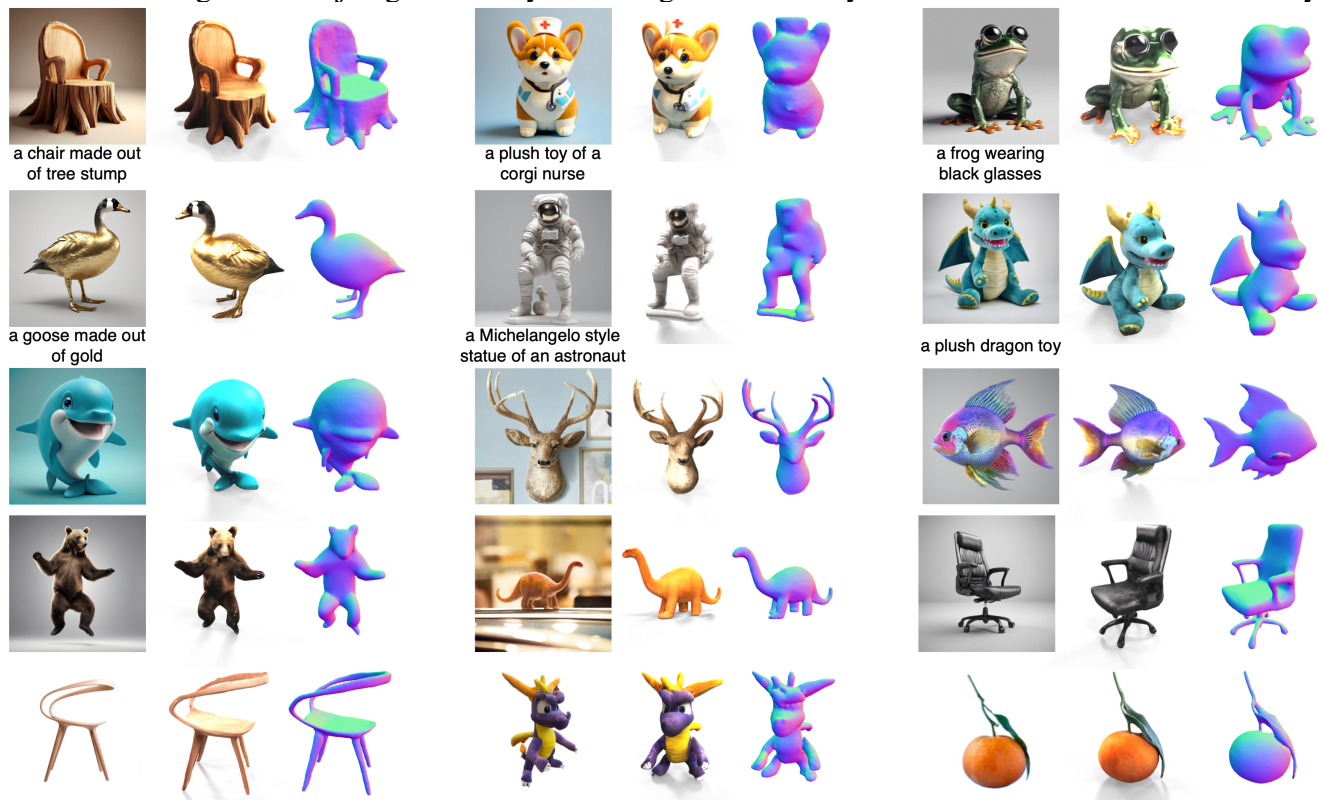 a chair made out
of tree stump
a plush toy of a
corgi nurse
a frog wearing
black glasses
a goose made out
of gold
a Michelangelo style
statue of an astronaut
a plush dragon toy